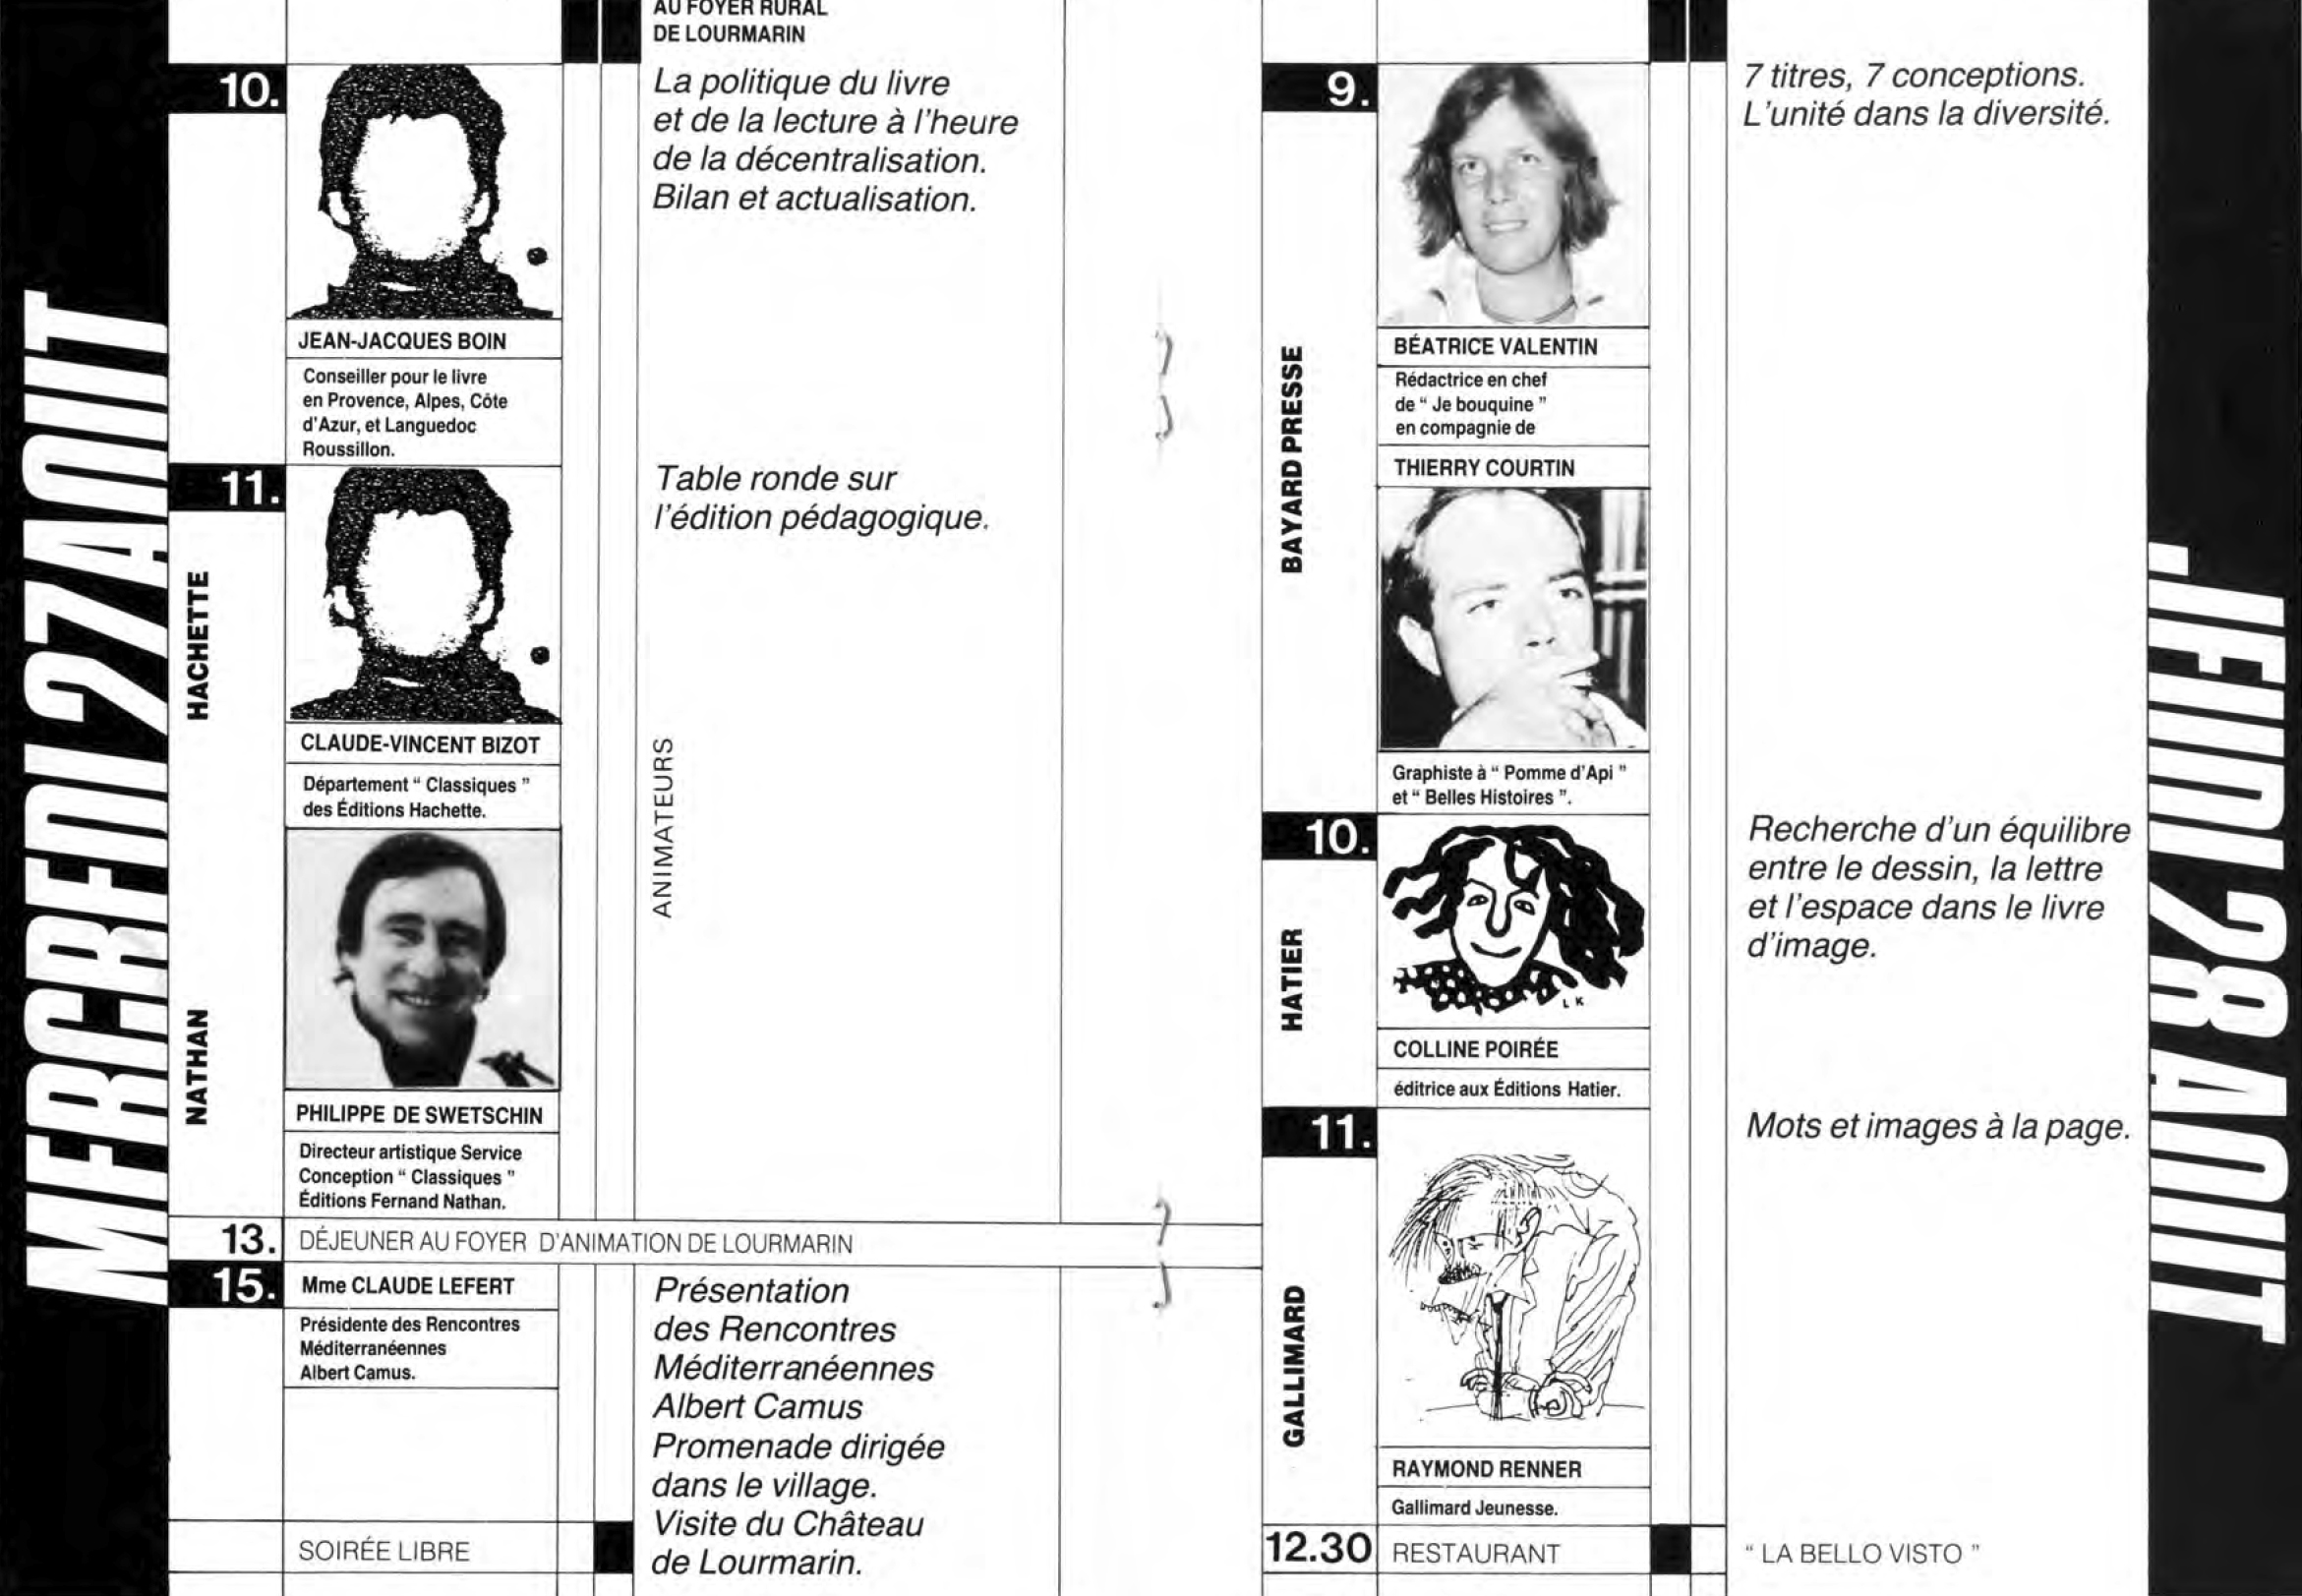 MERCREDI 27 AOUT
AU FOYER RURAL
DE LOURMARIN
10.
La politique du livre
et de la lecture à l'heure
de la décentralisation.
Bilan et actualisation.
JEAN-JACQUES BOIN
Conseiller pour le livre
en Provence, Alpes, Côte
d'Azur, et Languedoc
Roussillon.
11.
Table ronde sur
l'édition pédagogique.
HACHETTE
ANIMATEURS
CLAUDE-VINCENT BIZOT
Département " Classiques "
des Éditions Hachette.
NATHAN
PHILIPPE DE SWETSCHIN
Directeur artistique Service
Conception " Classiques "
Éditions Fernand Nathan.
13.
DÉJEUNER AU FOYER D'ANIMATION DE LOURMARIN
15.
Mme CLAUDE LEFERT
Présidente des Rencontres
Méditerranéennes
Albert Camus.
Présentation
des Rencontres
Méditerranéennes
Albert Camus
Promenade dirigée
dans le village.
Visite du Château
de Lourmarin.
SOIRÉE LIBRE
JEUDI 28 AOUT
9.
7 titres, 7 conceptions.
L'unité dans la diversité.
BAYARD PRESSE
BÉATRICE VALENTIN
Rédactrice en chef
de " Je bouquine "
en compagnie de
THIERRY COURTIN
Graphiste à " Pomme d'Api "
et " Belles Histoires ".
10.
Recherche d'un équilibre
entre le dessin, la lettre
et l'espace dans le livre
d'image.
HATIER
L K
COLLINE POIRÉE
éditrice aux Éditions Hatier.
11.
Mots et images à la page.
GALLIMARD
RAYMOND RENNER
Gallimard Jeunesse.
12.30
RESTAURANT
" LA BELLO VISTO "